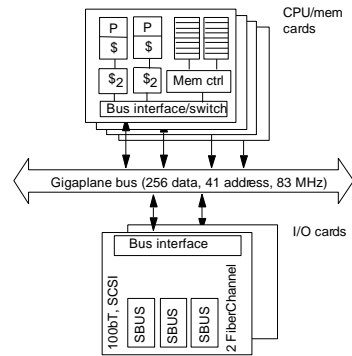 CPU/mem
cards
P
P
$
$
$2
$2
Mem ctrl
Bus interface/switch
Gigaplane bus (256 data, 41 address, 83 MHz)
I/O cards
Bus interface
100bT, SCSI
SBUS
SBUS
SBUS
2 FiberChannel